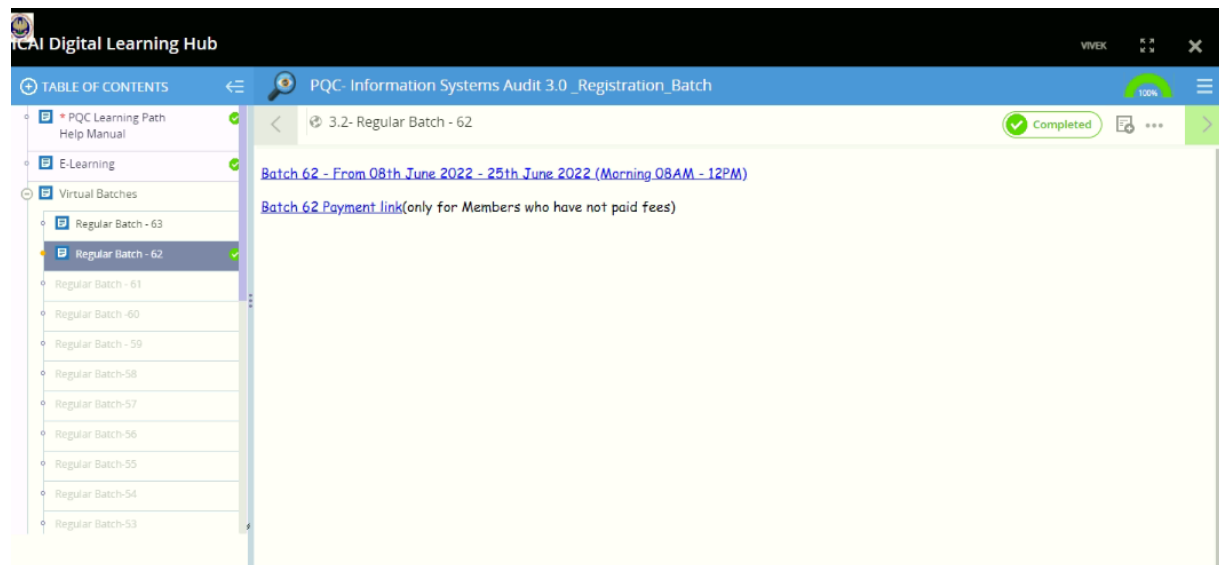 ICAI Digital Learning Hub
VIVEK
TABLE OF CONTENTS
PQC- Information Systems Audit 3.0 _Registration_Batch
100%
* PQC Learning Path
Help Manual
E-Learning
Virtual Batches
Regular Batch - 63
Regular Batch - 62
Regular Batch - 61
Regular Batch -60
Regular Batch - 59
Regular Batch-58
Regular Batch-57
Regular Batch-56
Regular Batch-55
Regular Batch-54
Regular Batch-53
3.2- Regular Batch - 62
Completed
Batch 62 - From 08th June 2022 - 25th June 2022 (Morning 08AM - 12PM)
Batch 62 Payment link(only for Members who have not paid fees)